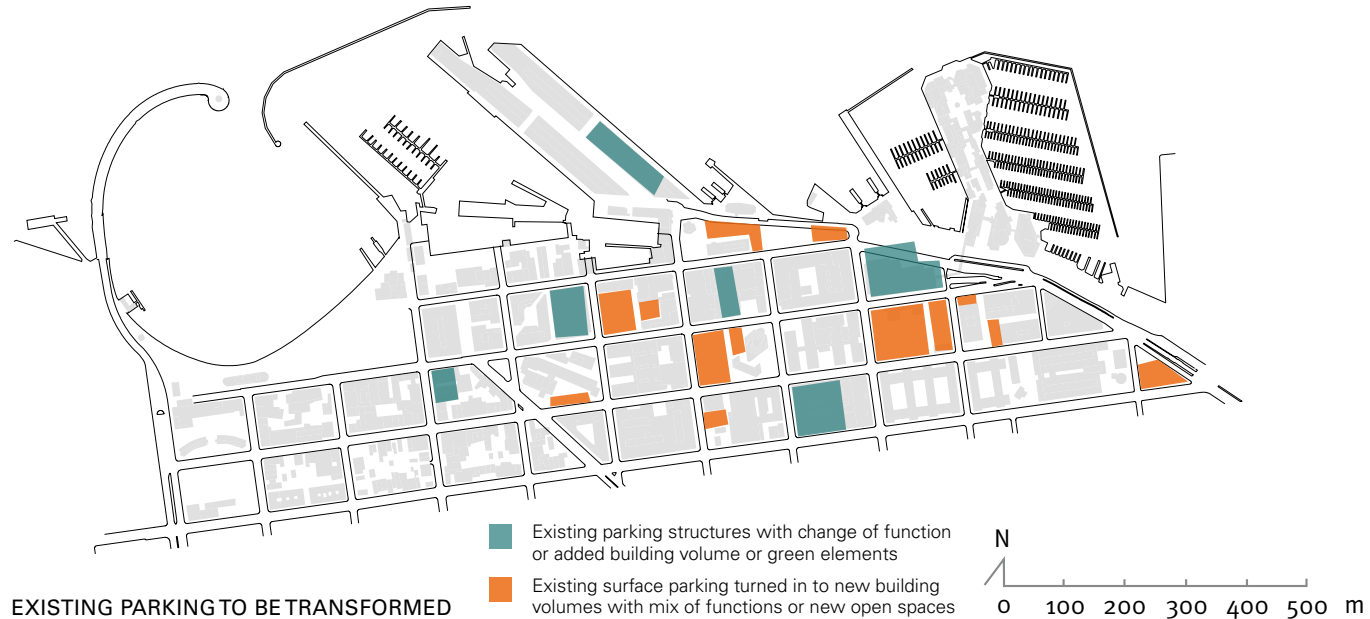 Existing parking structures with change of function
or added building volume or green elements
Existing surface parking turned in to new building
volumes with mix of functions or new open spaces
EXISTING PARKING TO BE TRANSFORMED
N
0 100 200 300 400 500 m